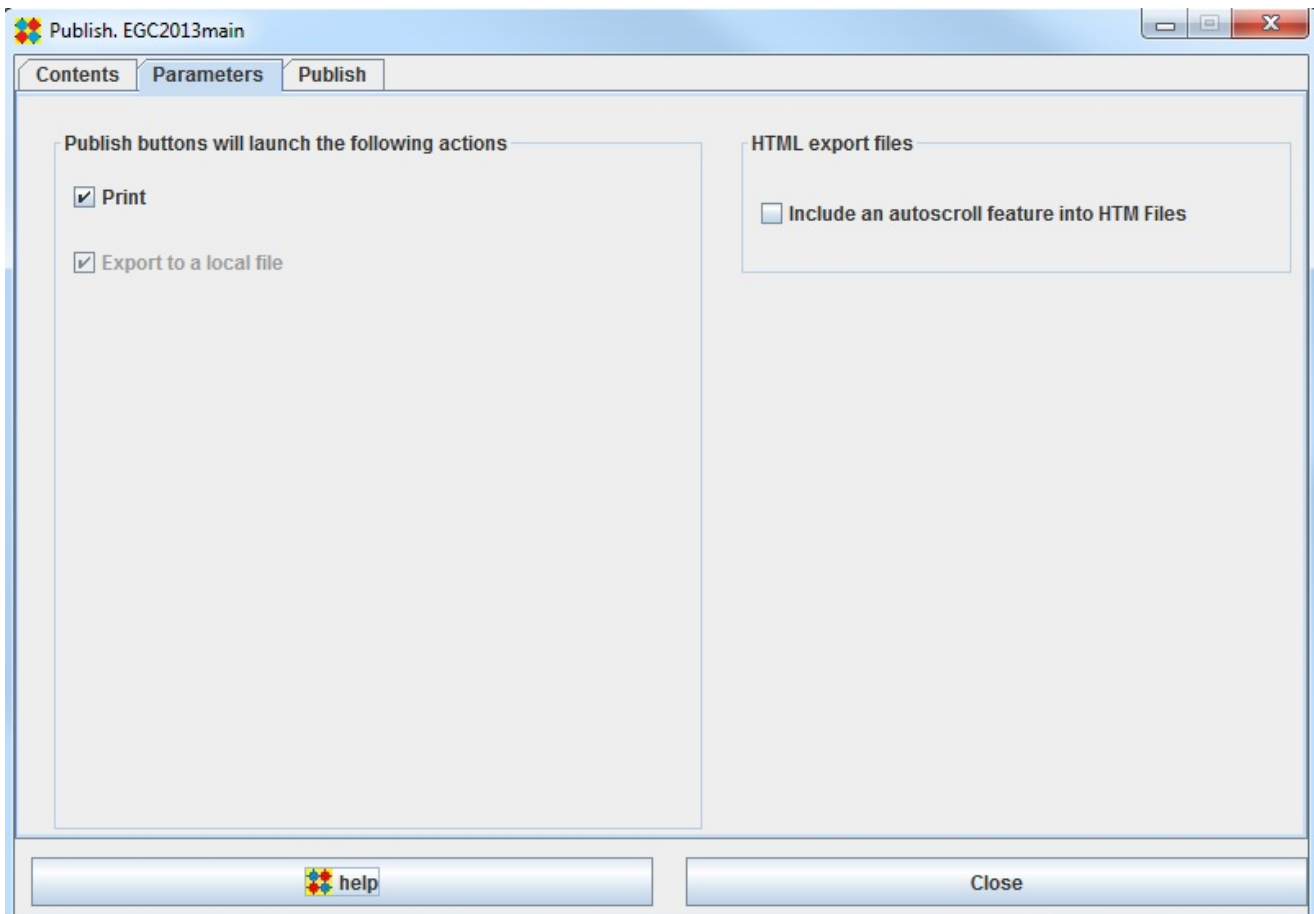 Publish. EGC2013main
Contents Parameters Publish
Publish buttons will launch the following actions
Print
Export to a local file
HTML export files
Include an autoscroll feature into HTM Files
help
Close